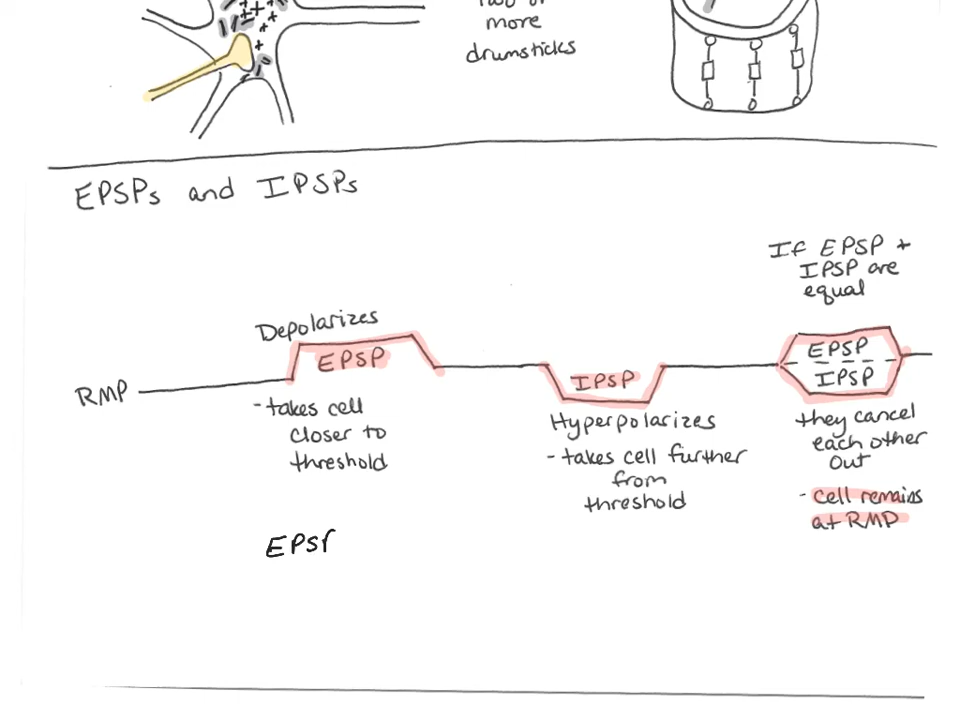 more
drumsticks
EPSPs and IPSPs
If EPSP +
IPSP are
equal
Depolarizes
EPSP
RMP
- takes cell
closer to
threshold
IPSP
Hyperpolarizes
- takes cell further
from
threshold
EPSP
IPSP
they cancel
each other
out
- cell remains
at RMP
EPSP